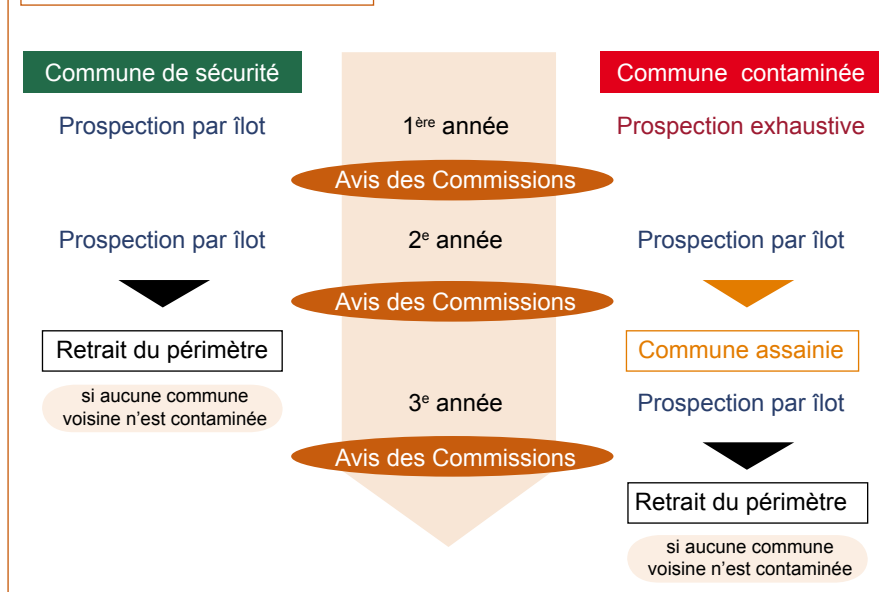 Commune de sécurité
Commune contaminée
Prospection par îlot
1ère année
Prospection exhaustive
Avis des Commissions
Prospection par îlot
2e année
Prospection par îlot
Avis des Commissions
Retrait du périmètre
Commune assainie
si aucune commune
voisine n'est contaminée
3e année
Prospection par îlot
Avis des Commissions
Retrait du périmètre
si aucune commune
voisine n'est contaminée